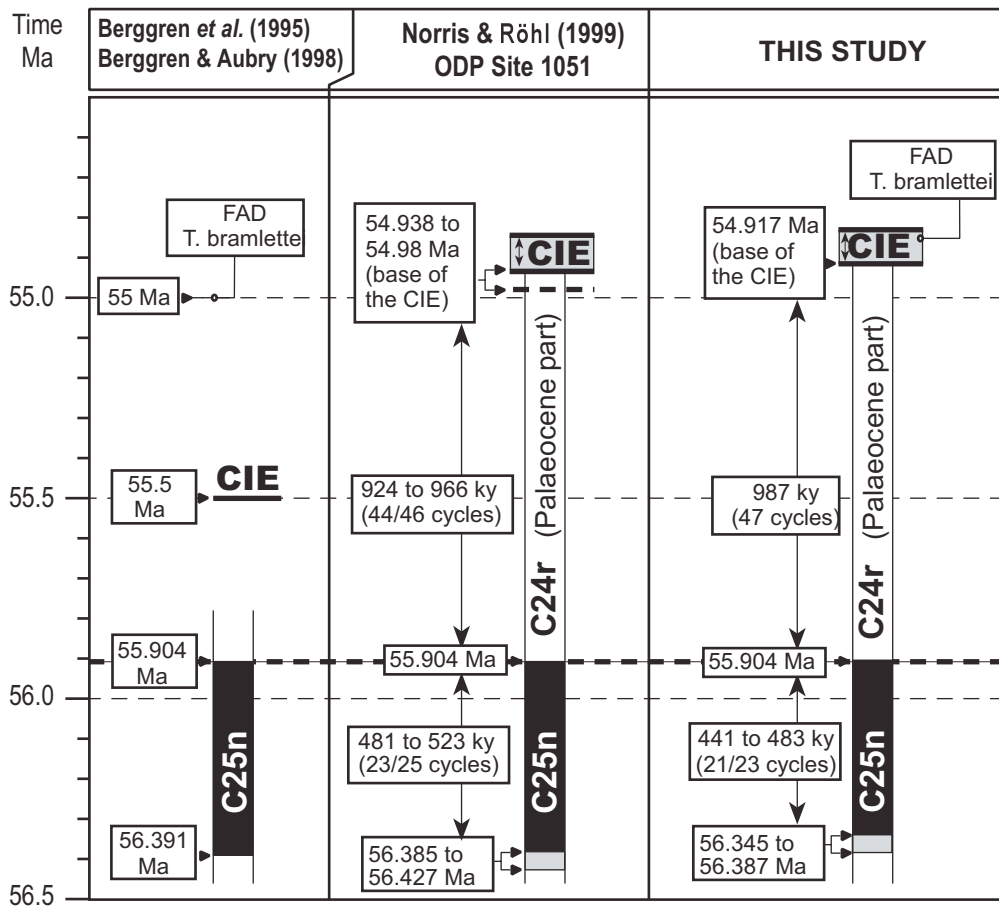 Time
Ma
Berggren et al. (1995)
Berggren & Aubry (1998)
Norris & Röhl (1999)
ODP Site 1051
THIS STUDY
55.0
55.5
56.0
56.5
FAD
T. bramlette
55 Ma
CIE
55.5
Ma
55.904
Ma
C25n
56.391
Ma
54.938 to
54.98 Ma
(base of
the CIE)
CIE
924 to 966 ky
(44/46 cycles)
C24r (Palaeocene part)
55.904 Ma
481 to 523 ky
(23/25 cycles)
C25n
56.385 to
56.427 Ma
FAD
T. bramlettei
54.917 Ma
(base of
the CIE)
CIE
987 ky
(47 cycles)
C24r (Palaeocene part)
55.904 Ma
441 to 483 ky
(21/23 cycles)
C25n
56.345 to
56.387 Ma